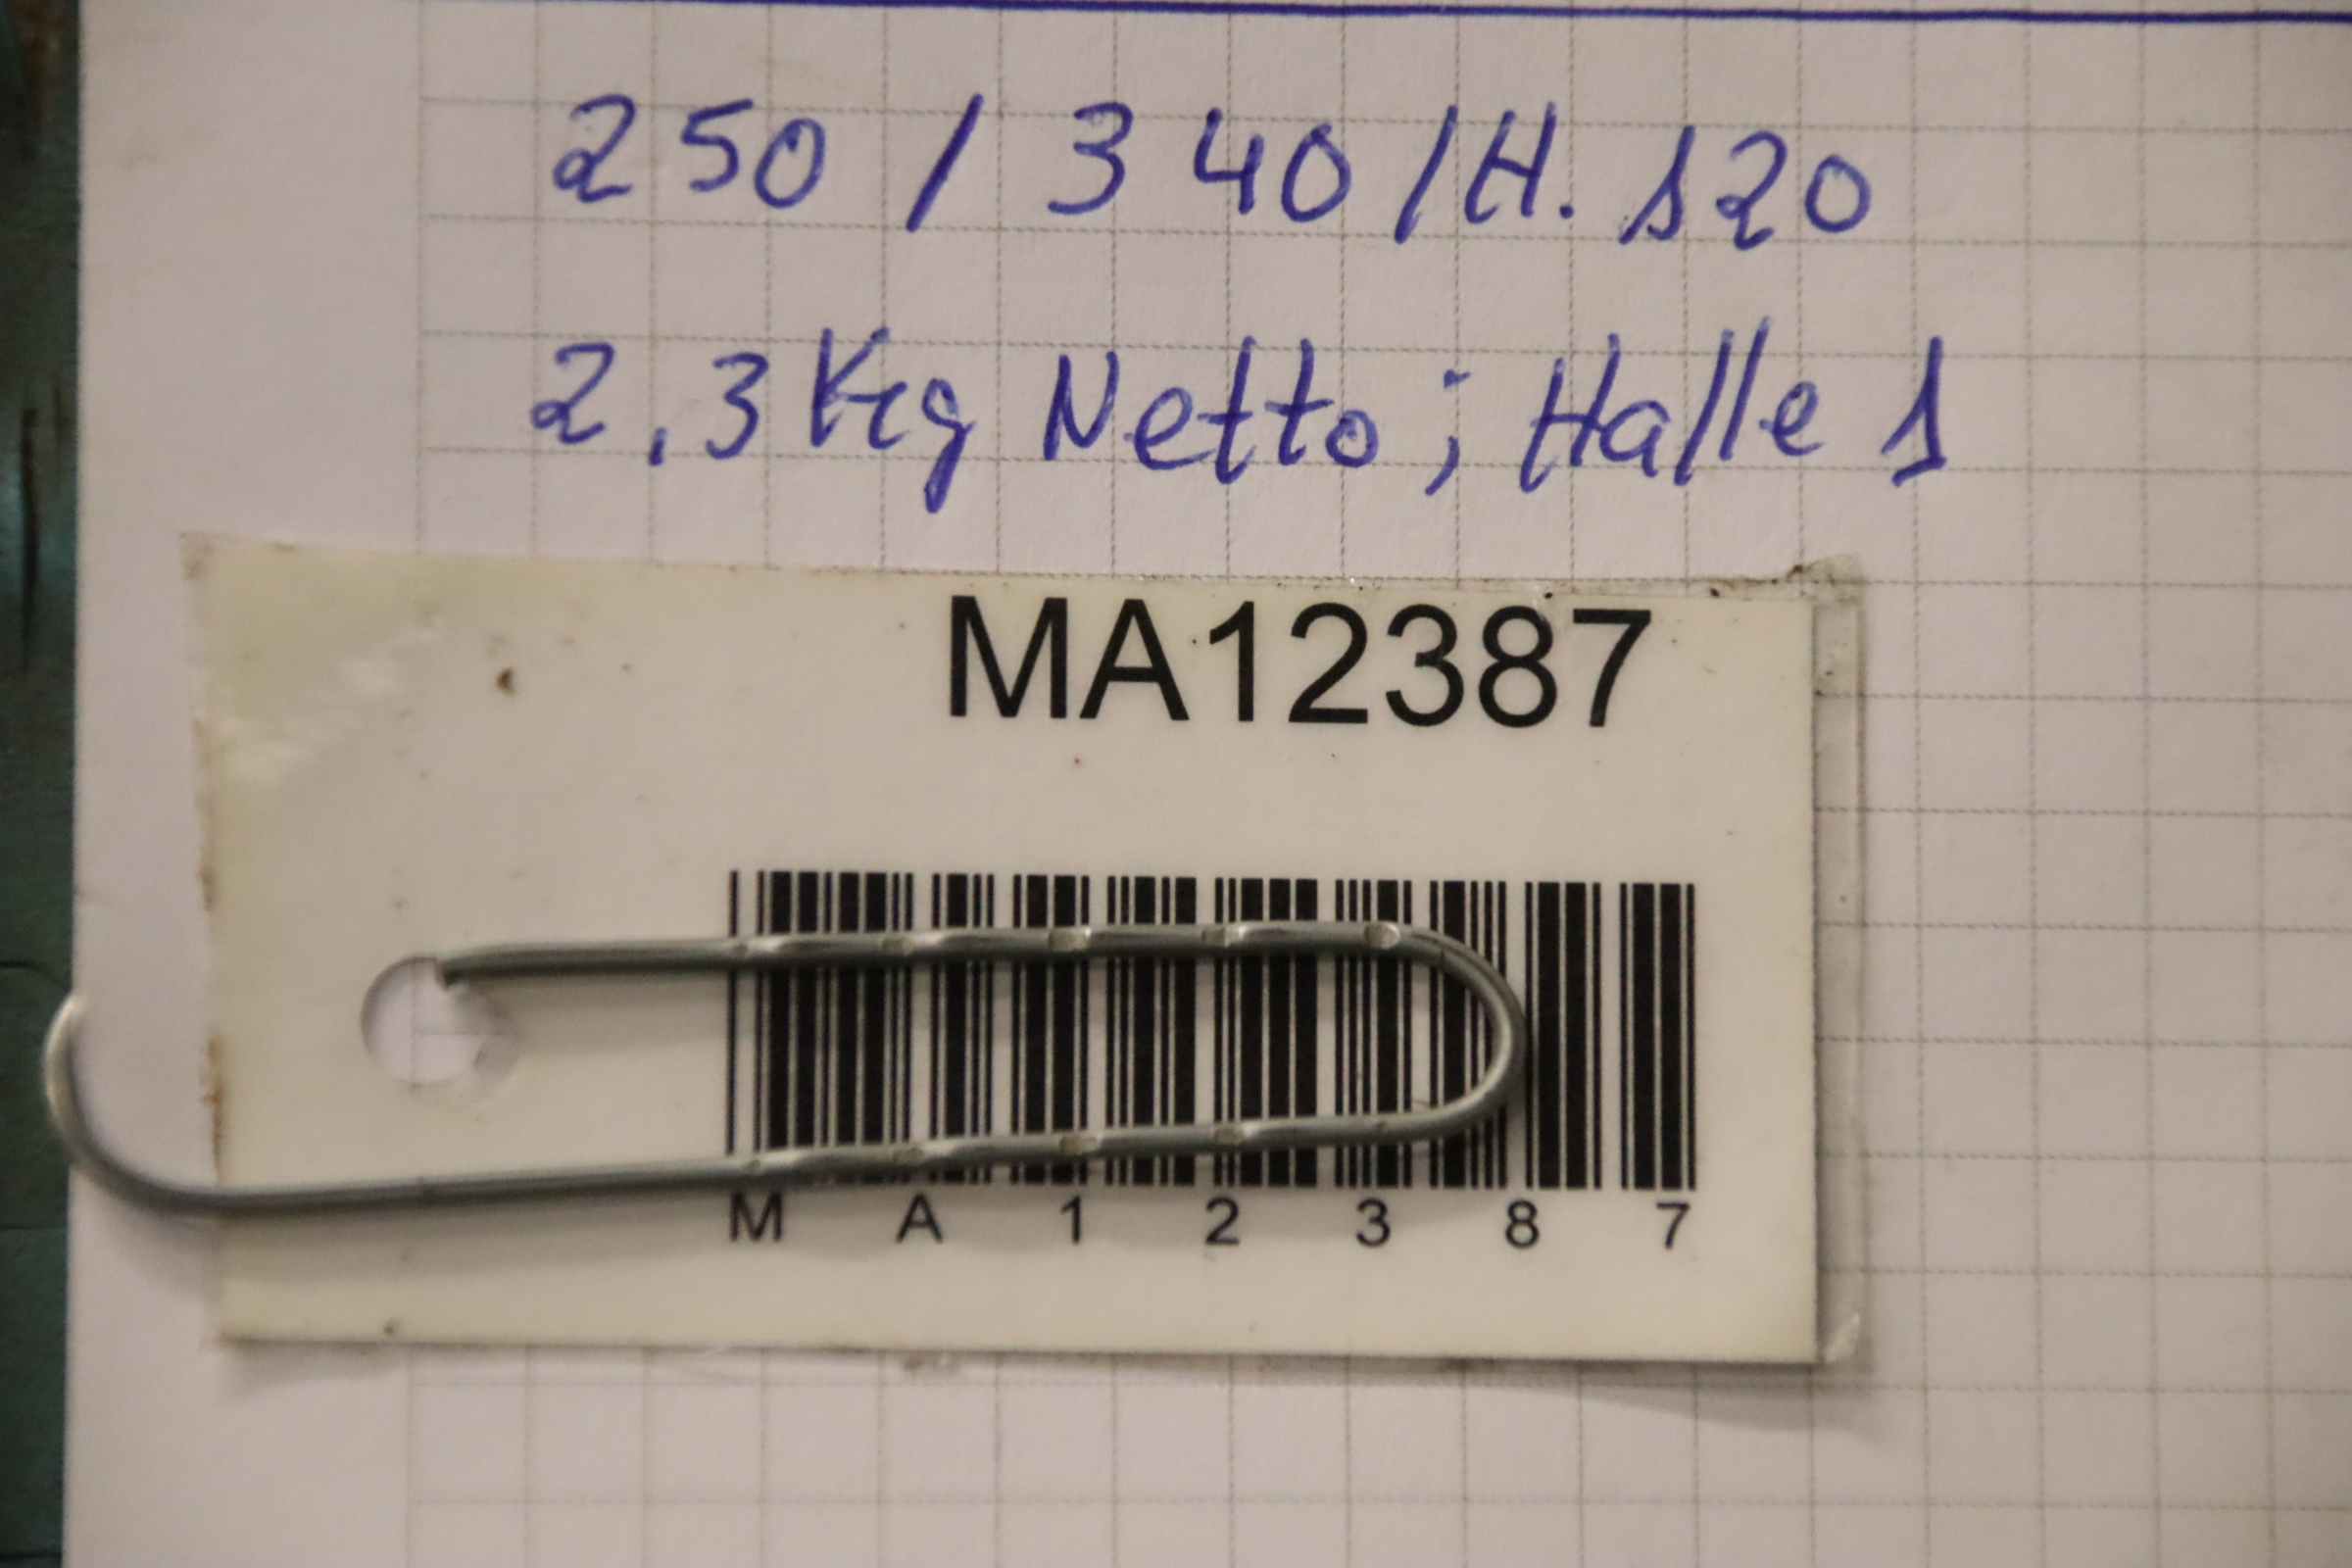 250 / 340 / H. 120
2,3 Kg Netto ; Halle 1
MA12387
M A 1 2 3 8 7